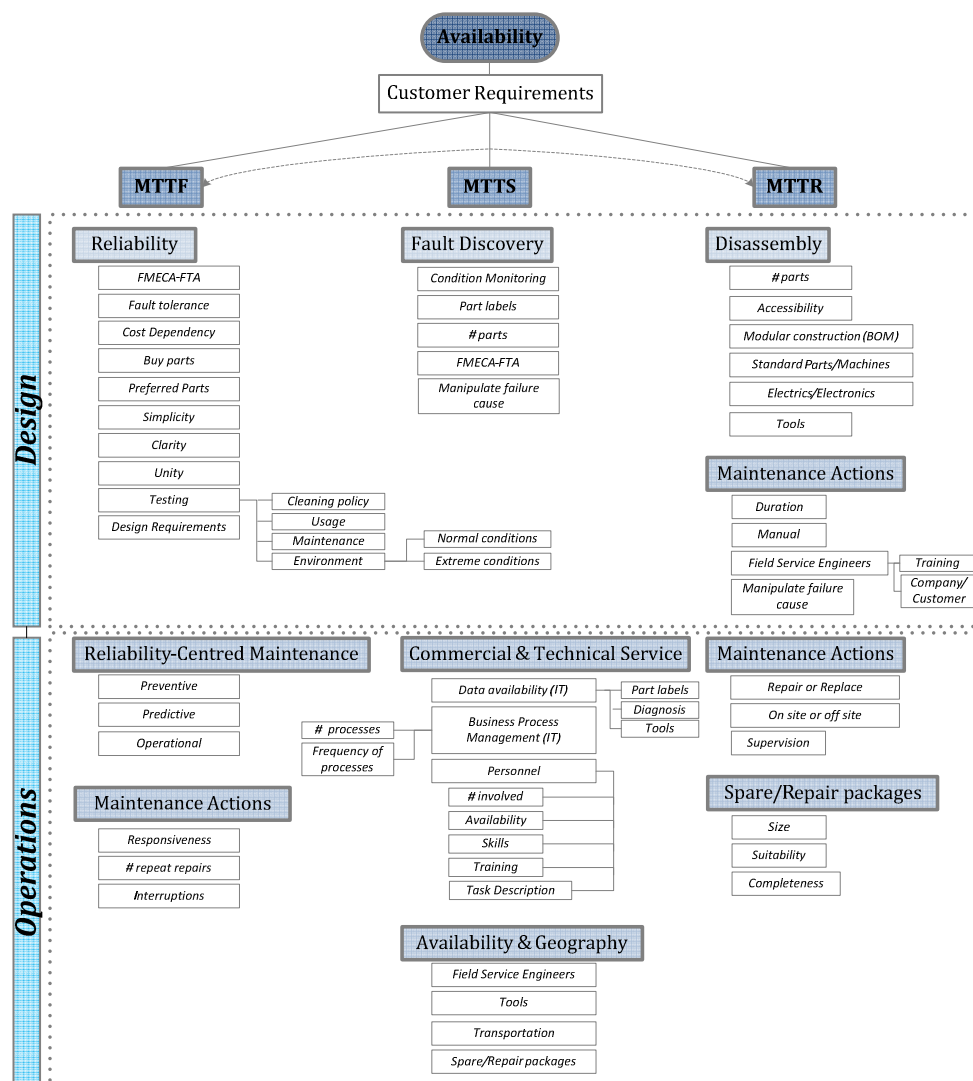 Availability
Customer Requirements
MTTF
MTTS
MTTR
Design
Reliability
FMECA-FTA
Fault tolerance
Cost Dependency
Buy parts
Preferred Parts
Simplicity
Clarity
Unity
Testing
Cleaning policy
Usage
Maintenance
Environment
Normal conditions
Extreme conditions
Design Requirements
Fault Discovery
Condition Monitoring
Part labels
# parts
FMECA-FTA
Manipulate failure
cause
Disassembly
# parts
Accessibility
Modular construction (BOM)
Standard Parts/Machines
Electrics/Electronics
Tools
Maintenance Actions
Duration
Manual
Field Service Engineers
Training
Company/
Customer
Manipulate failure
cause
Operations
Reliability-Centred Maintenance
Preventive
Predictive
Operational
Maintenance Actions
Responsiveness
# repeat repairs
Interruptions
Commercial & Technical Service
Data availability (IT)
Part labels
Diagnosis
Tools
Business Process
Management (IT)
# processes
Frequency of
processes
Personnel
# involved
Availability
Skills
Training
Task Description
Availability & Geography
Field Service Engineers
Tools
Transportation
Spare/Repair packages
Maintenance Actions
Repair or Replace
On site or off site
Supervision
Spare/Repair packages
Size
Suitability
Completeness